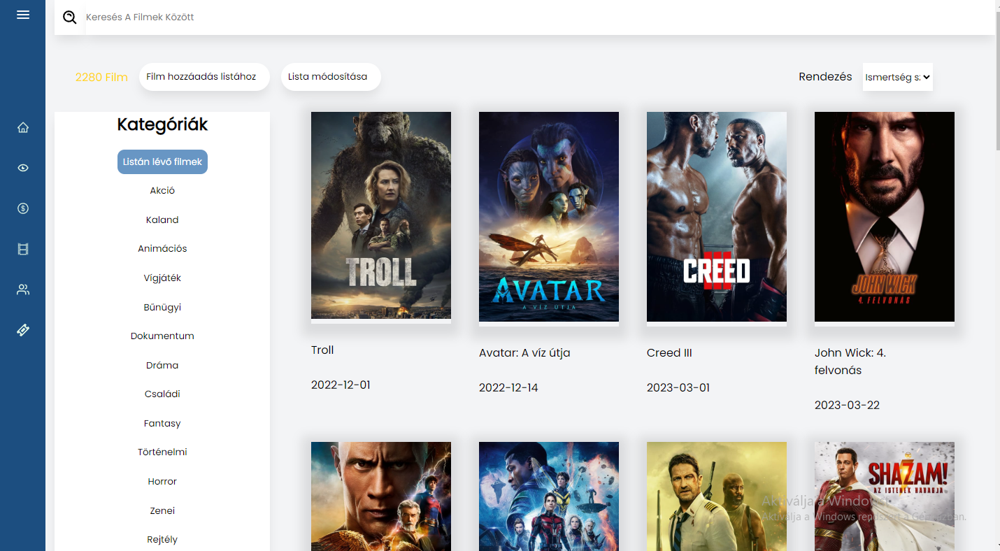 Keresés A Filmek Között
2280 Film
Film hozzáadás listához
Lista módosítása
Rendezés
Ismertség s:
Kategóriák
Listán lévő filmek
Akció
Kaland
Animációs
Vígjáték
Bűnügyi
Dokumentum
Dráma
Családi
Fantasy
Történelmi
Horror
Zenei
Rejtély
TROLL
Troll
2022-12-01
AVATAR
A VÍZ ÚTJA
Avatar: A víz útja
2022-12-14
CREED
III
Creed III
2023-03-01
JOHN WICK
4. FELVONÁS
John Wick: 4.
felvonás
2023-03-22
SHAZAM!
AZ ISTENEK HARAGJA
Aktiválja a Windowst
Aktiválja a Windows rendszert a Gépházban.